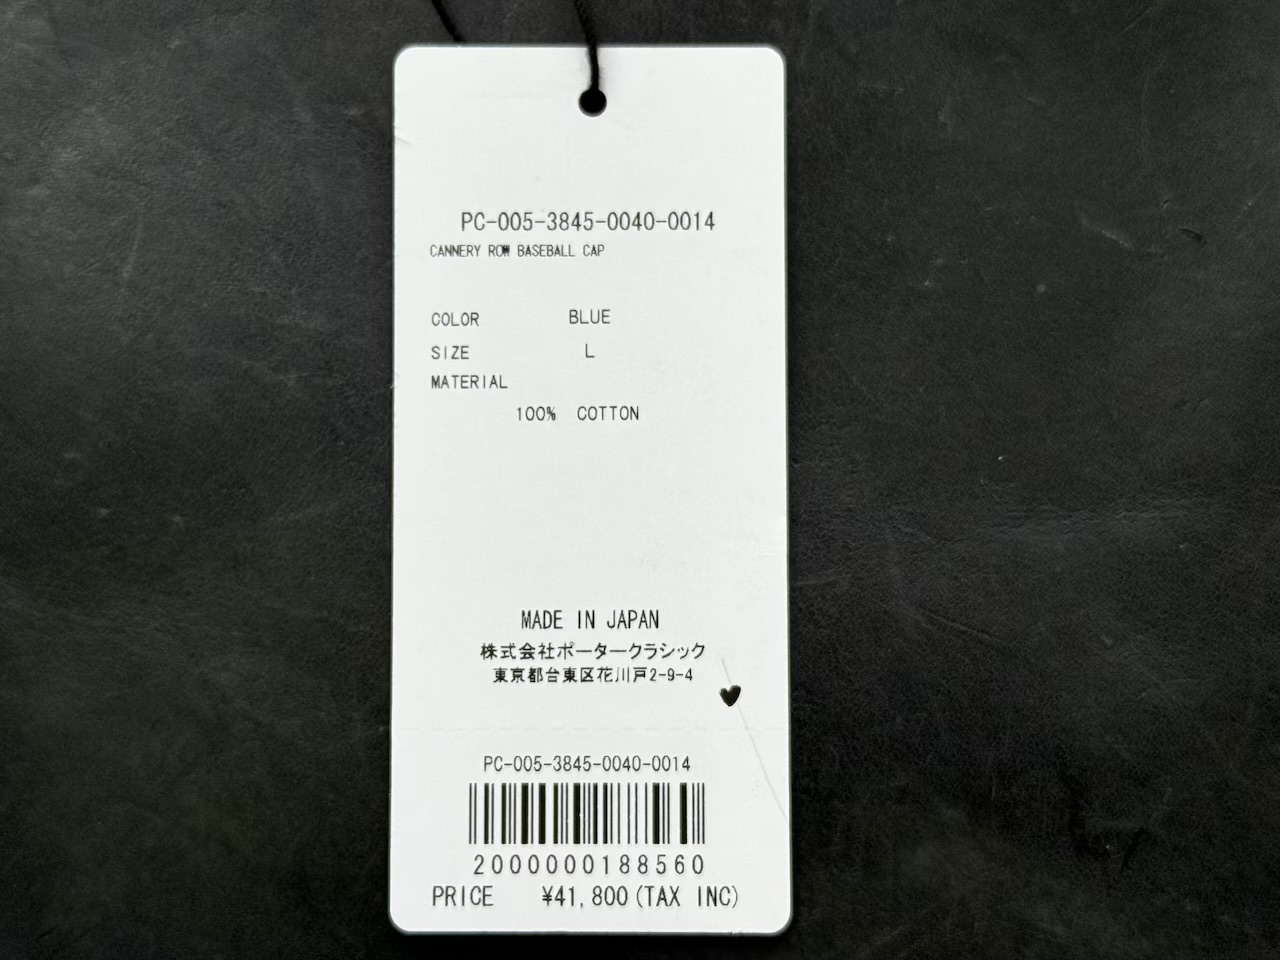 PC-005-3845-0040-0014
CANNERY ROW BASEBALL CAP
COLOR BLUE
SIZE L
MATERIAL
100% COTTON
MADE IN JAPAN
株式会社ポータークラシック
東京都台東区花川戸2-9-4
PC-005-3845-0040-0014
2000000188560
PRICE ¥41,800(TAX INC)